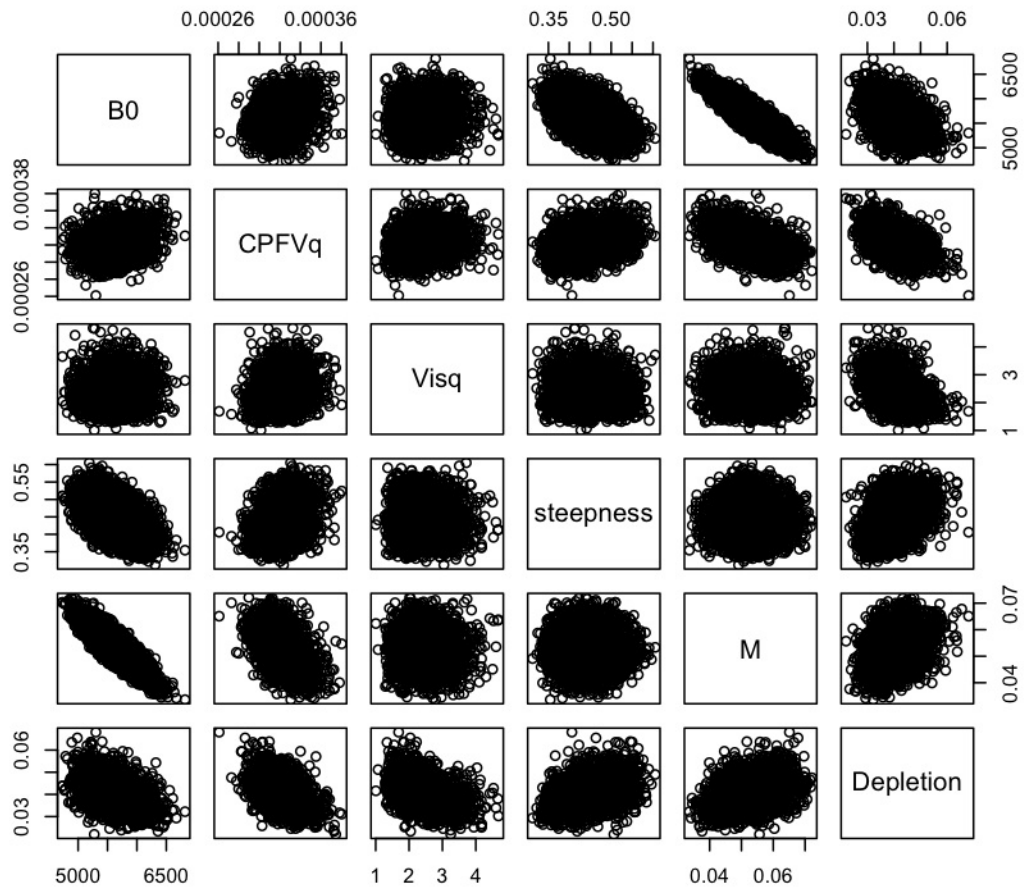 0.00026 0.00036 0.35 0.50 0.03 0.06
B0 5000 6500
0.00026 0.00038 CPFVq
Visq 1 3
0.35 0.55 steepness
M 0.04 0.07
0.03 0.06 Depletion
5000 6500 1 2 3 4 0.04 0.06